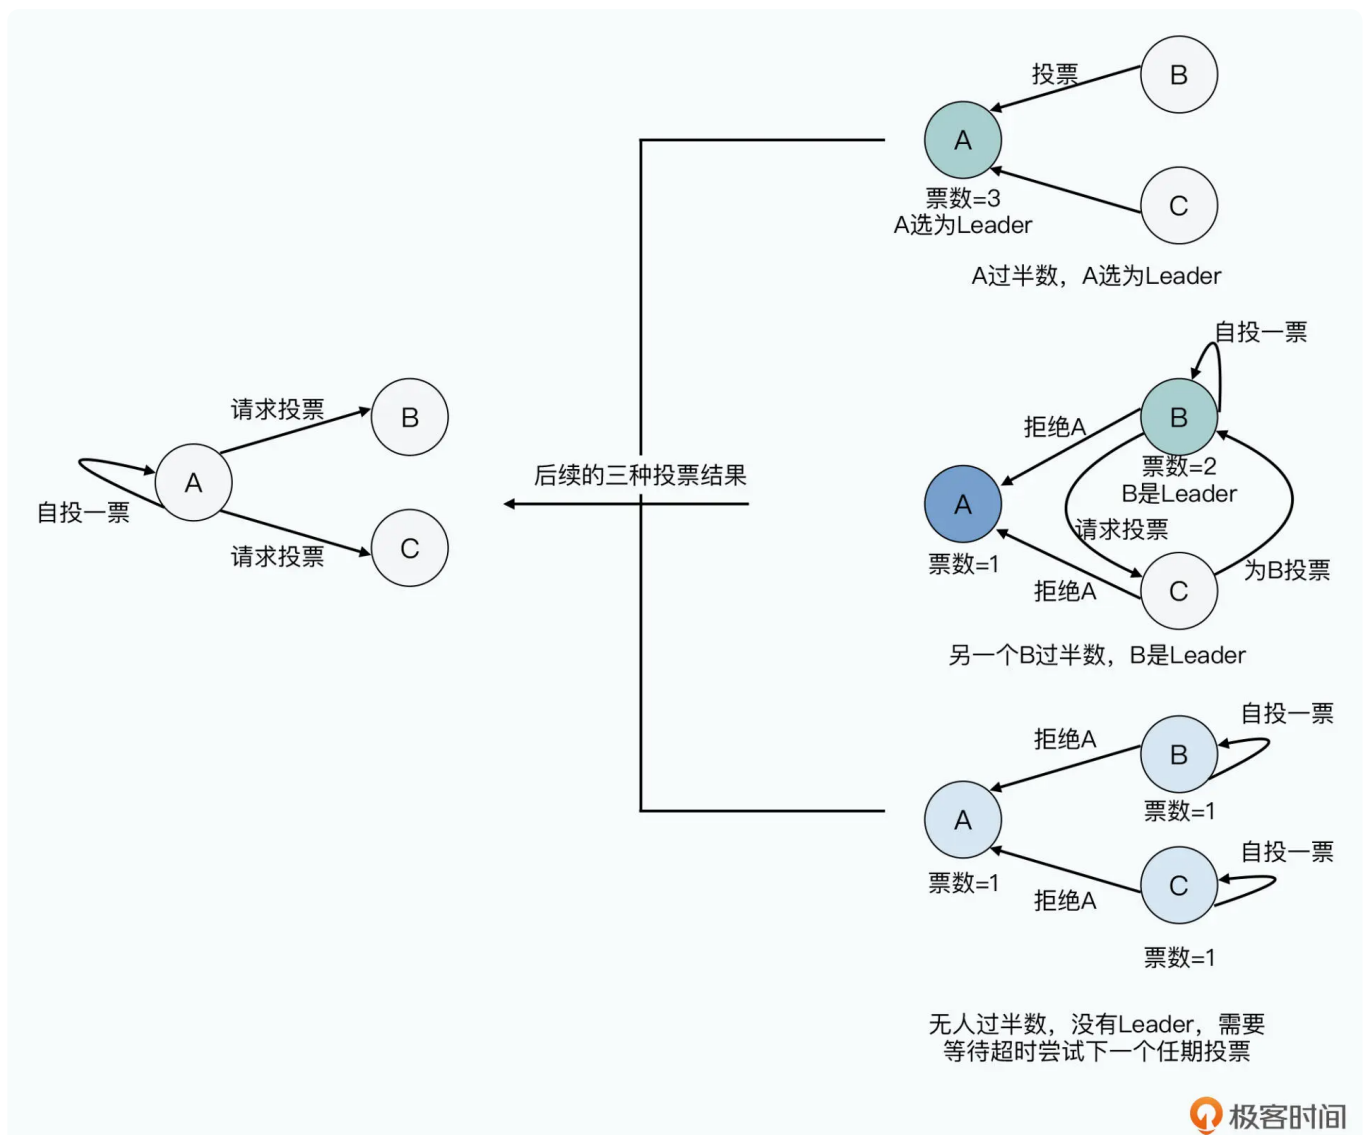 请求投票
B
A
自投一票
请求投票
C
后续的三种投票结果
投票
B
A
C
票数=3
A选为Leader
A过半数，A选为Leader
自投一票
拒绝A
B
票数=2
B是Leader
A
请求投票
票数=1
拒绝A
C
为B投票
另一个B过半数，B是Leader
自投一票
拒绝A
B
票数=1
A
票数=1
自投一票
拒绝A
C
票数=1
无人过半数，没有Leader，需要
等待超时尝试下一个任期投票
极客时间